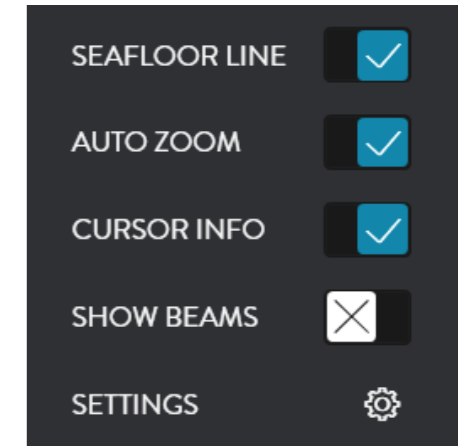 SEAFLOOR LINE
AUTO ZOOM
CURSOR INFO
SHOW BEAMS
SETTINGS